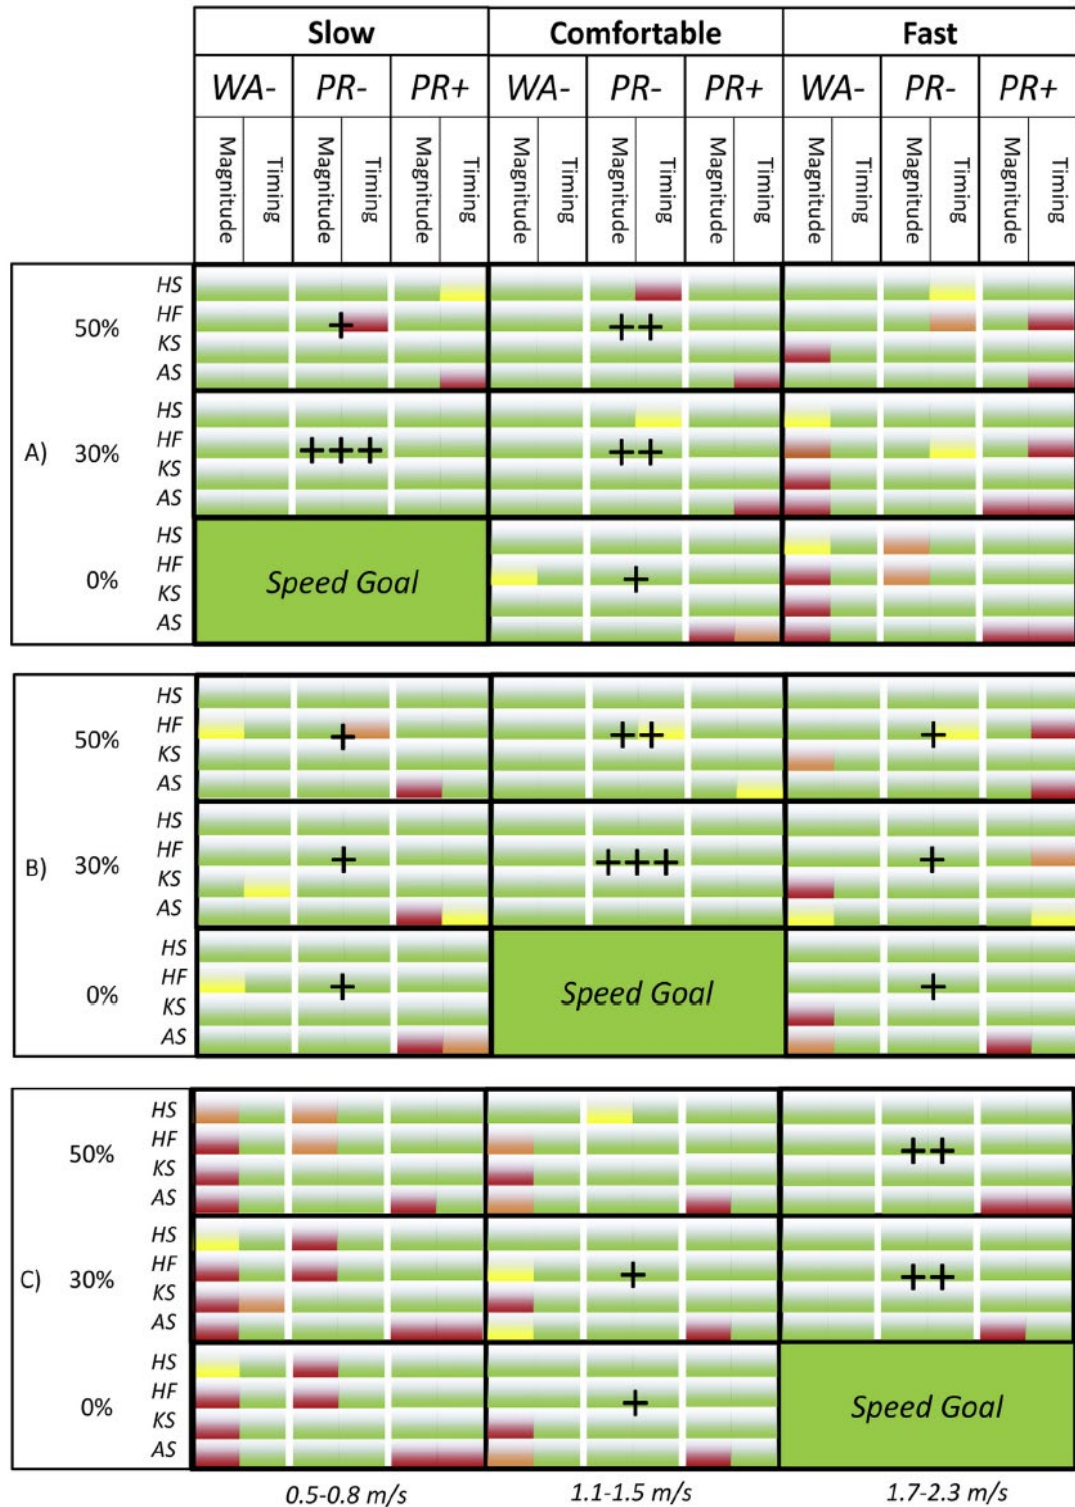 Slow Comfortable Fast
WA- PR- PR+ WA- PR- PR+ WA- PR- PR+
Magnitude Timing Magnitude Timing Magnitude Timing Magnitude Timing Magnitude Timing Magnitude Timing Magnitude Timing Magnitude Timing Magnitude Timing
HS
50% HF + ++
KS
AS
HS
A) 30% HF +++ ++
KS
AS
HS
0% HF Speed Goal +
KS
AS
HS
50% HF + ++ +
KS
AS
HS
B) 30% HF + +++ +
KS
AS
HS
0% HF + Speed Goal +
KS
AS
HS
50% HF ++
KS
AS
HS
C) 30% HF + ++
KS
AS
HS
0% HF + Speed Goal
KS
AS
0.5-0.8 m/s 1.1-1.5 m/s 1.7-2.3 m/s